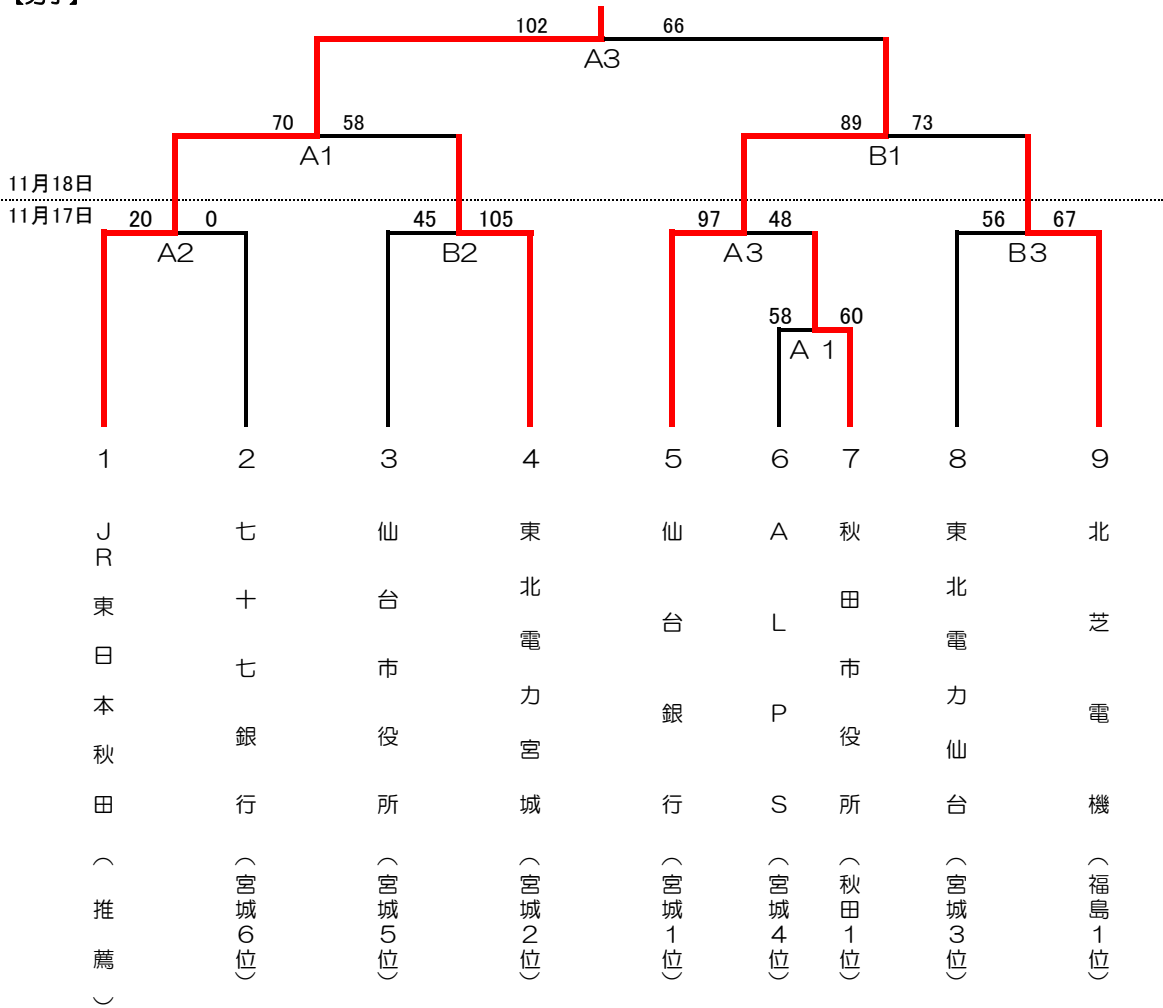 【男子】
102 66
A3
70 58
A1
89 73
B1
11月18日
11月17日
20 0
A2
45 105
B2
97 48
A3
56 67
B3
58 60
A 1
1
2
3
4
5
6
7
8
9
JR東日本秋田(推薦)
七十七銀行(宮城6位)
仙台市役所(宮城5位)
東北電力宮城(宮城2位)
仙台銀行(宮城1位)
ALPS(宮城4位)
秋田市役所(秋田1位)
東北電力仙台(宮城3位)
北芝電機(福島1位)